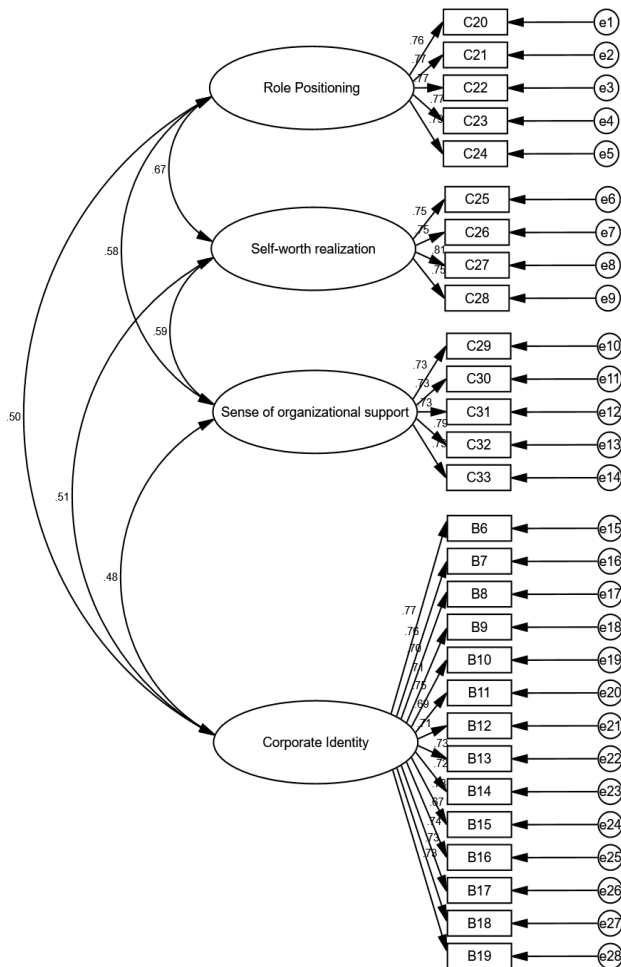 C20
e1
.76
C21
e2
.77
Role Positioning
.77
C22
e3
.77
C23
e4
C24
e5
.67
C25
e6
.75
C26
e7
.75
Self-worth realization
.81
C27
e8
.75
C28
e9
.58
.59
C29
e10
.73
C30
e11
.73
Sense of organizational support
.73
C31
e12
.79
C32
e13
C33
e14
.50
.51
.48
B6
e15
B7
e16
B8
e17
B9
e18
B10
e19
B11
e20
B12
e21
B13
e22
B14
e23
B15
e24
B16
e25
B17
e26
B18
e27
B19
e28
.77
.76
.70
.71
.75
.69
.71
Corporate Identity
.73
.72
.67
.74
.73
.73